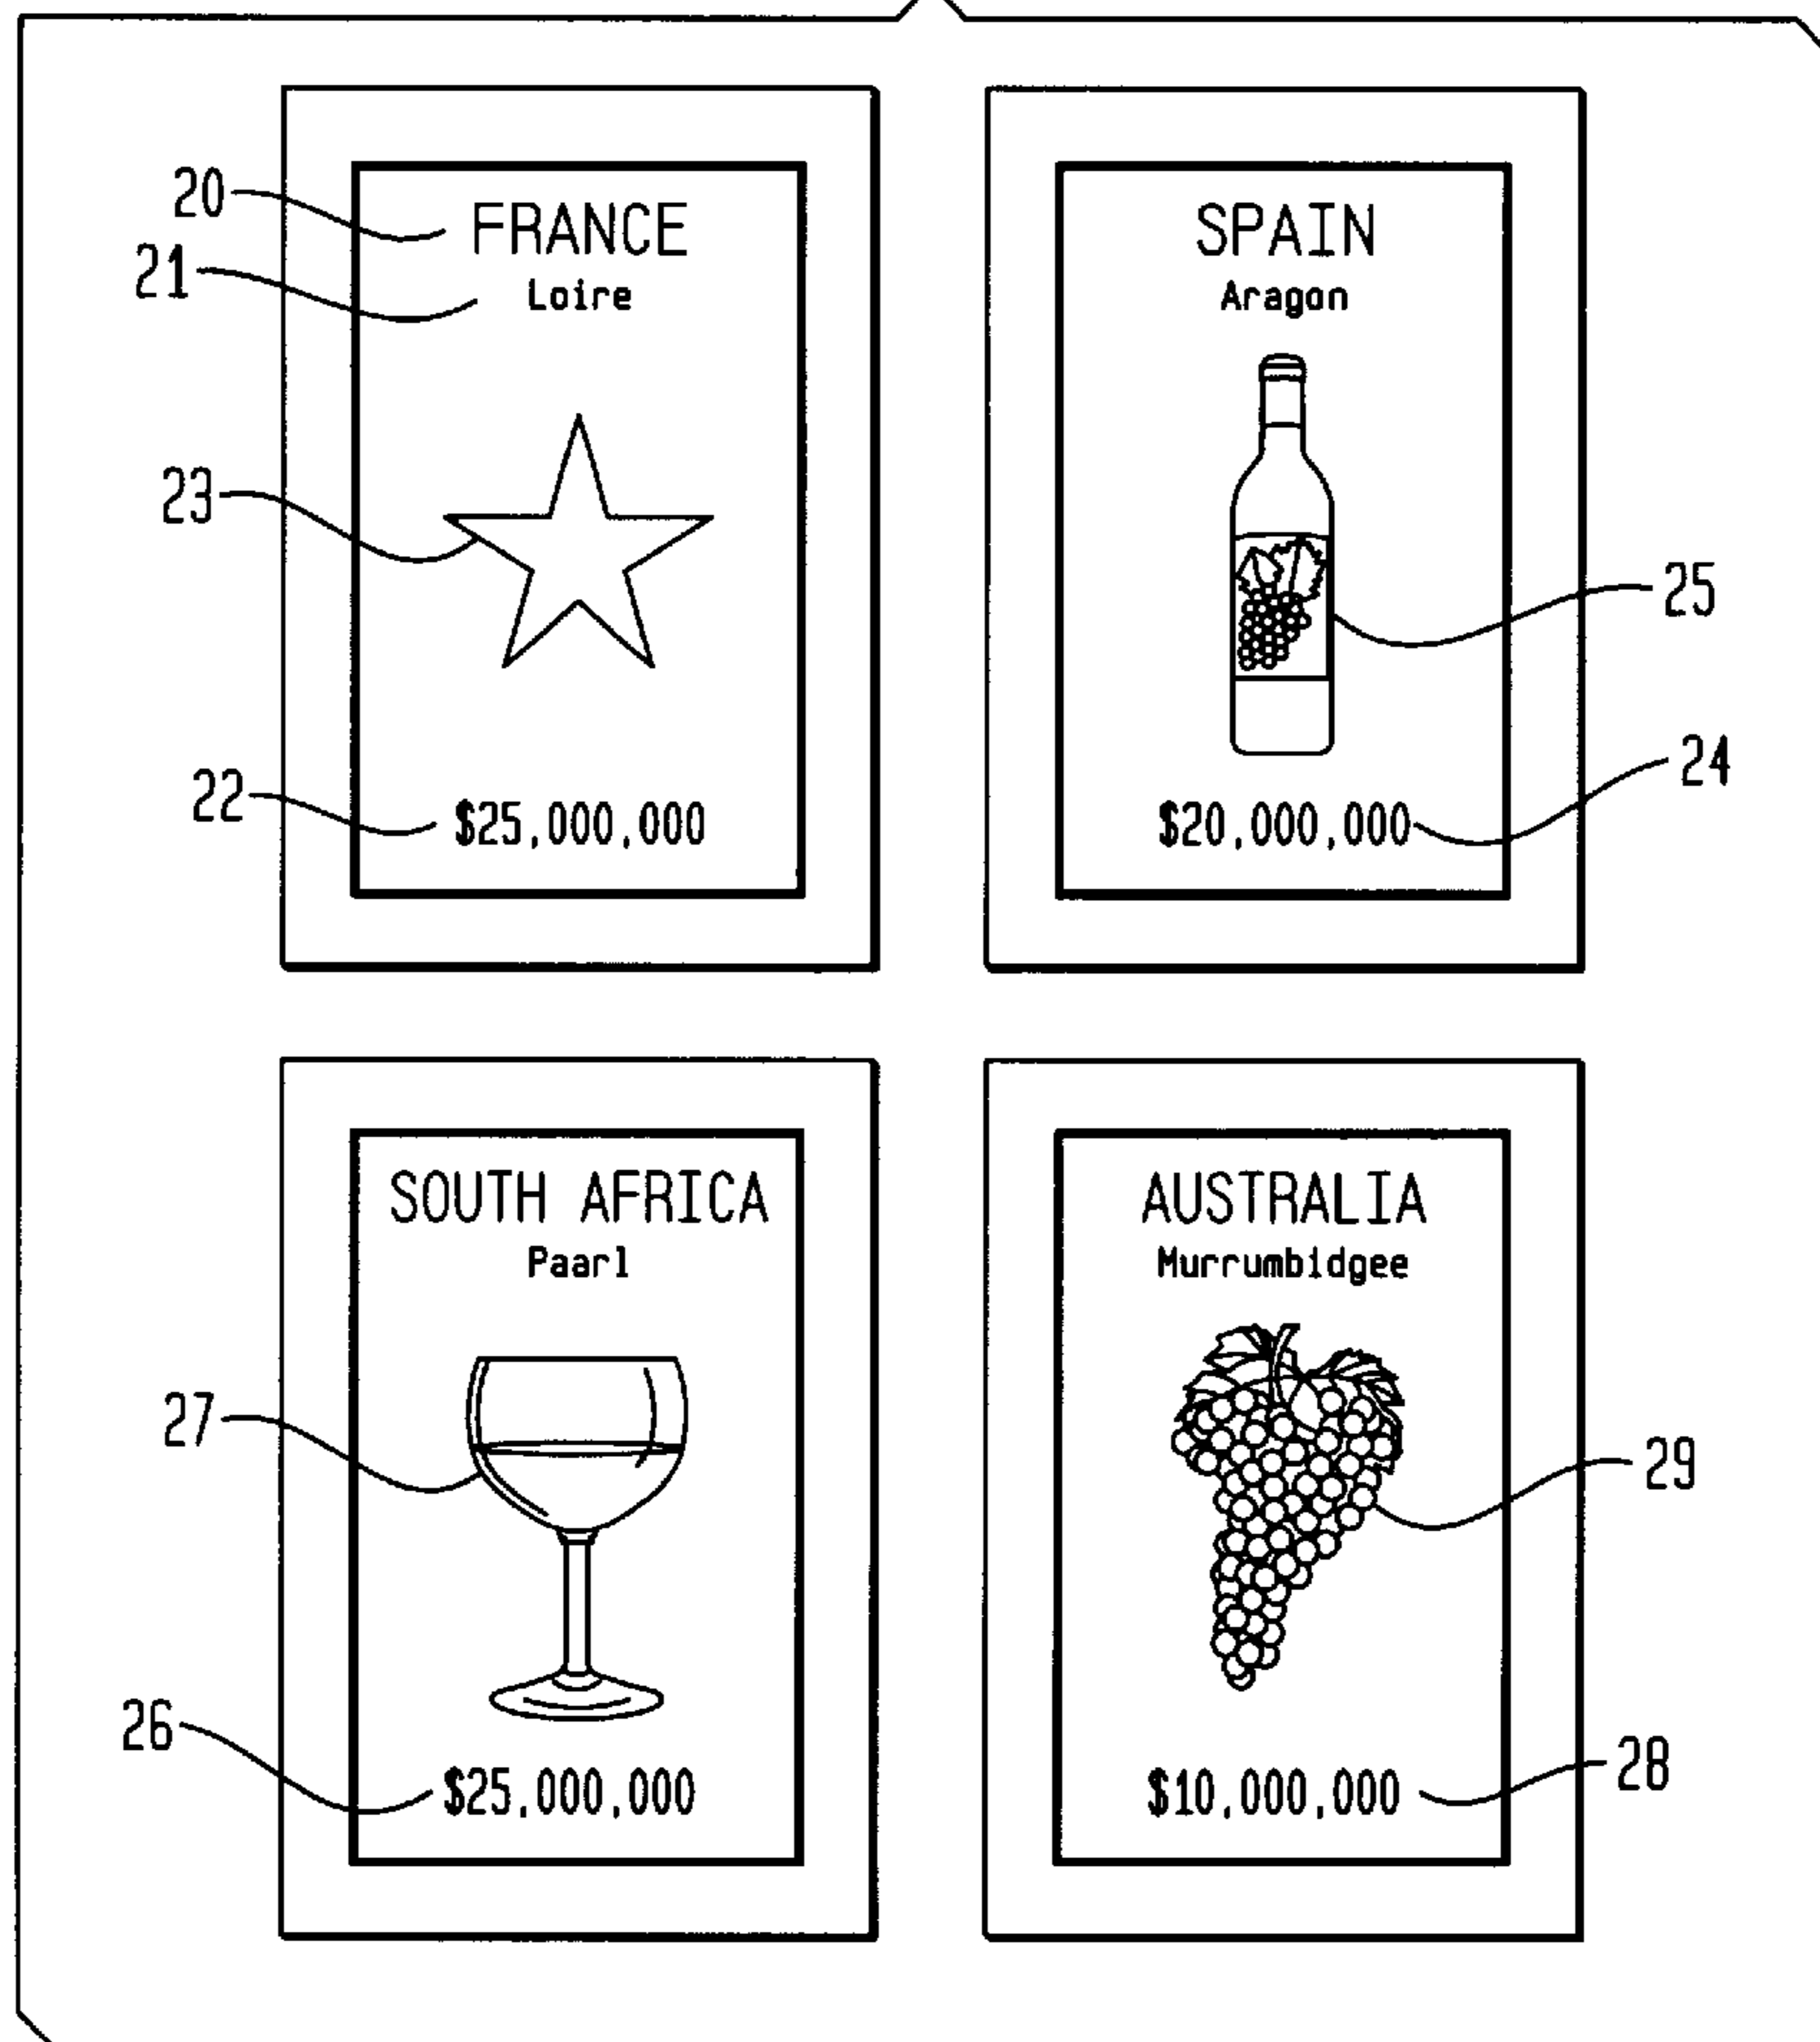 20
FRANCE
21
Loire
23
22
$25,000,000
SPAIN
Aragon
25
24
$20,000,000
SOUTH AFRICA
Paarl
27
26
$25,000,000
AUSTRALIA
Murrumbidgee
29
28
$10,000,000